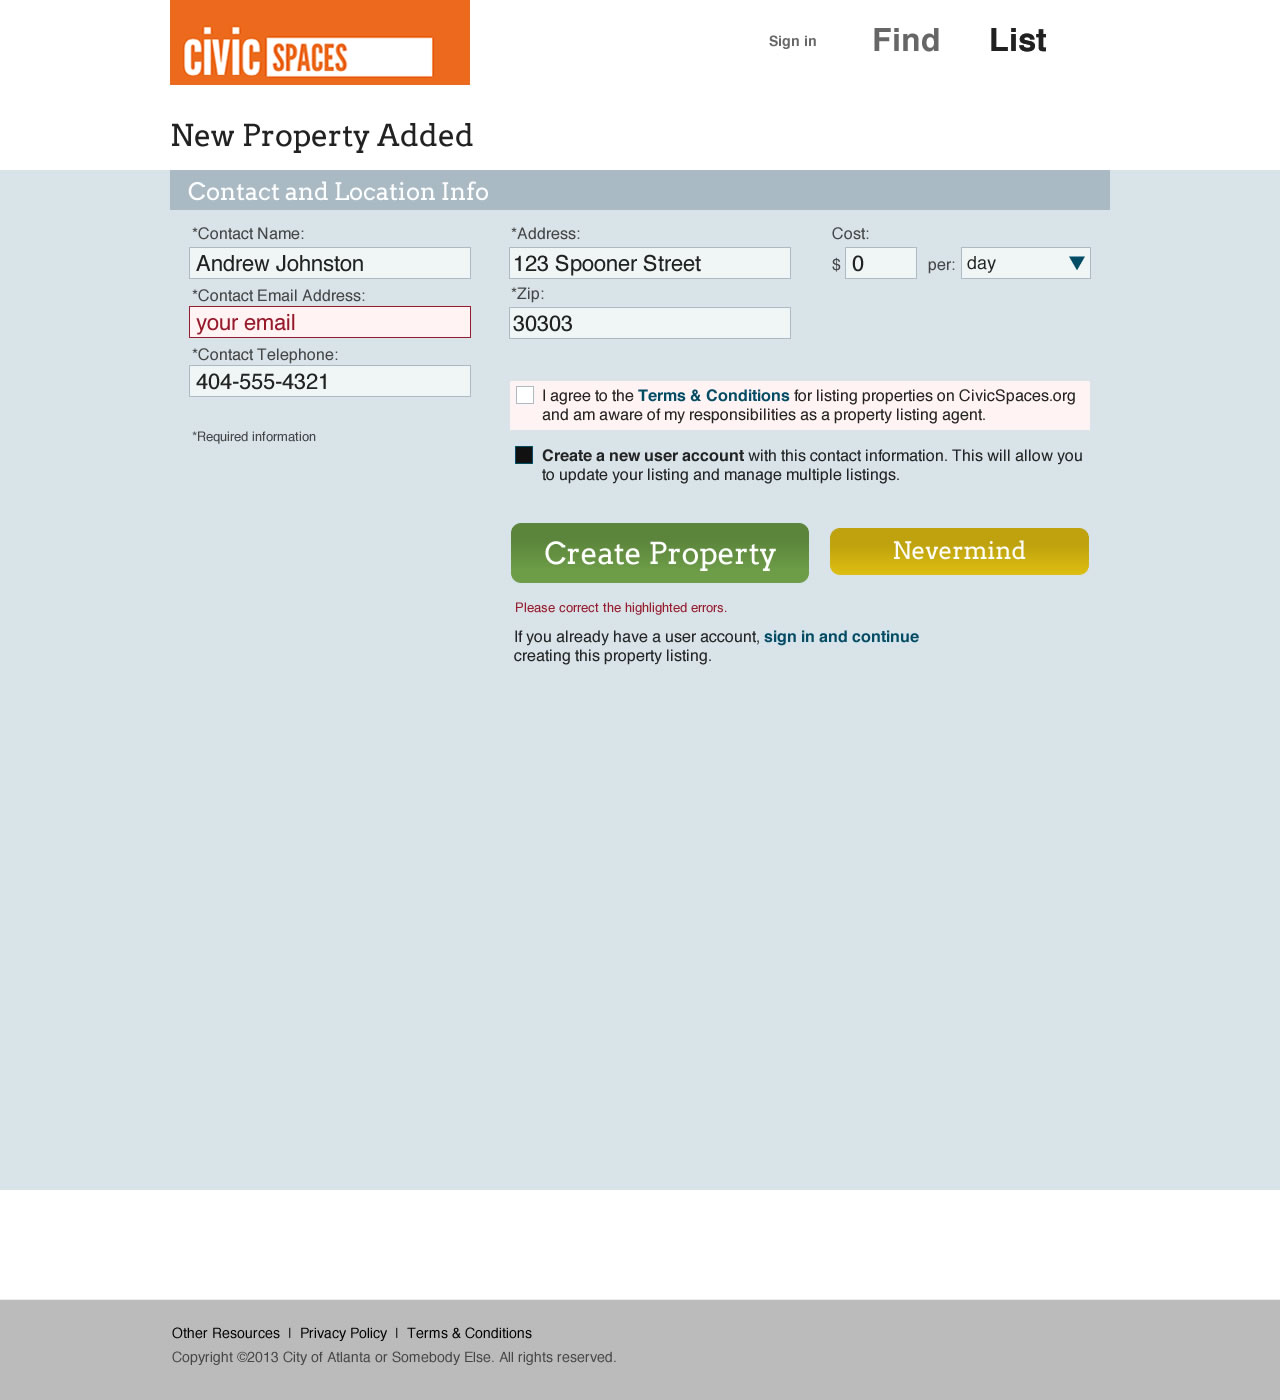 civic SPACES
Sign in
Find
List
New Property Added
Contact and Location Info
*Contact Name:
Andrew Johnston
*Contact Email Address:
your email
*Contact Telephone:
404-555-4321
*Required information
*Address:
123 Spooner Street
*Zip:
30303
Cost:
$ 0 per: day
I agree to the Terms & Conditions for listing properties on CivicSpaces.org
and am aware of my responsibilities as a property listing agent.
Create a new user account with this contact information. This will allow you
to update your listing and manage multiple listings.
Create Property
Nevermind
Please correct the highlighted errors.
If you already have a user account, sign in and continue
creating this property listing.
Other Resources | Privacy Policy | Terms & Conditions
Copyright ©2013 City of Atlanta or Somebody Else. All rights reserved.